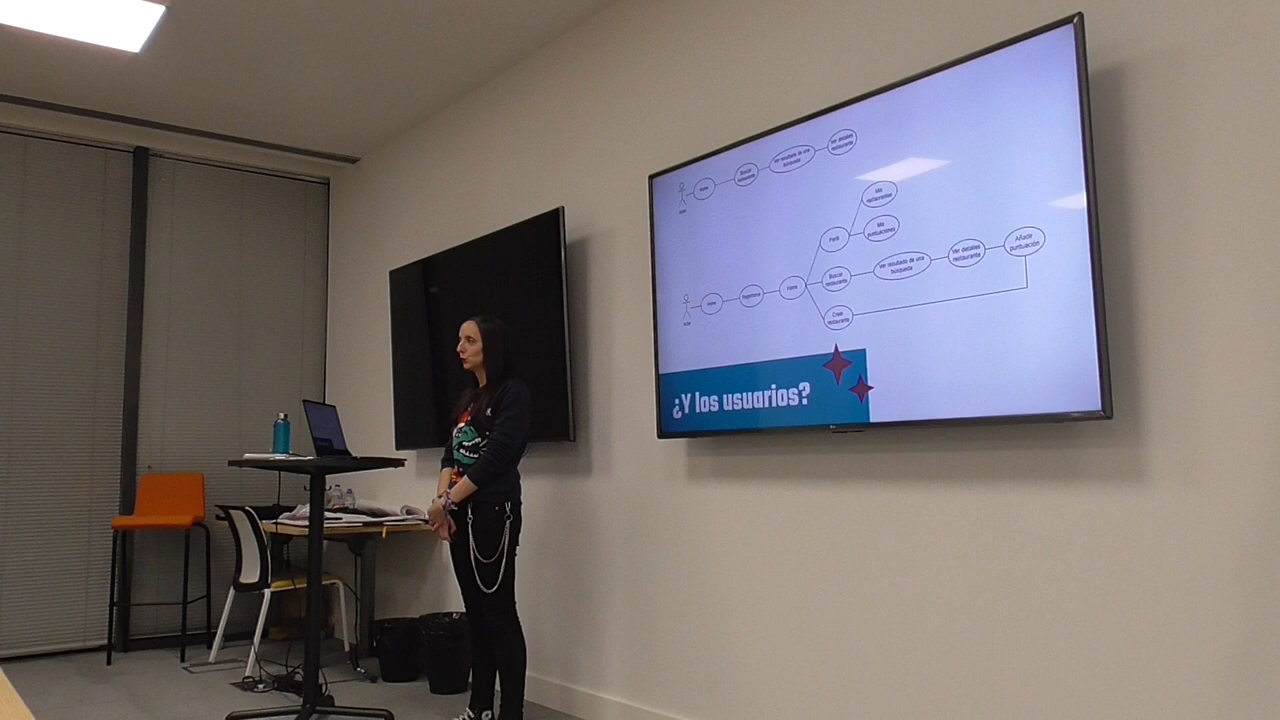 Home
Buscar
restaurante
Ver resultado de una
búsqueda
Ver detalles
restaurante
Actor
Mis
restaurantes
Perfil
Mis
puntuaciones
Home
Registrarse
Home
Buscar
restaurante
Ver resultado de una
búsqueda
Ver detalles
restaurante
Añadir
puntuación
Actor
Crear
restaurante
¿Y los usuarios?